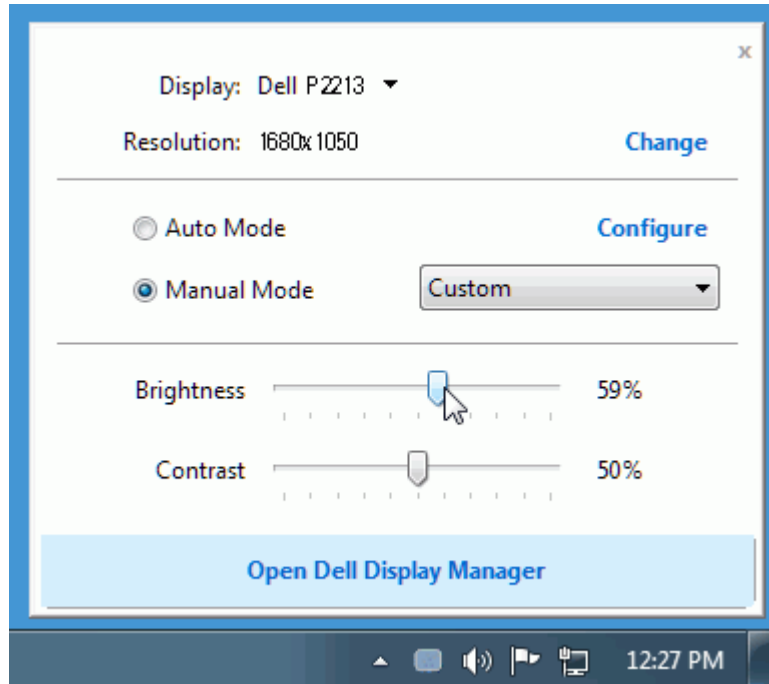 x
Display: Dell P2213
Resolution: 1680x1050 Change
Auto Mode Configure
Manual Mode Custom
Brightness 59%
Contrast 50%
Open Dell Display Manager
12:27 PM